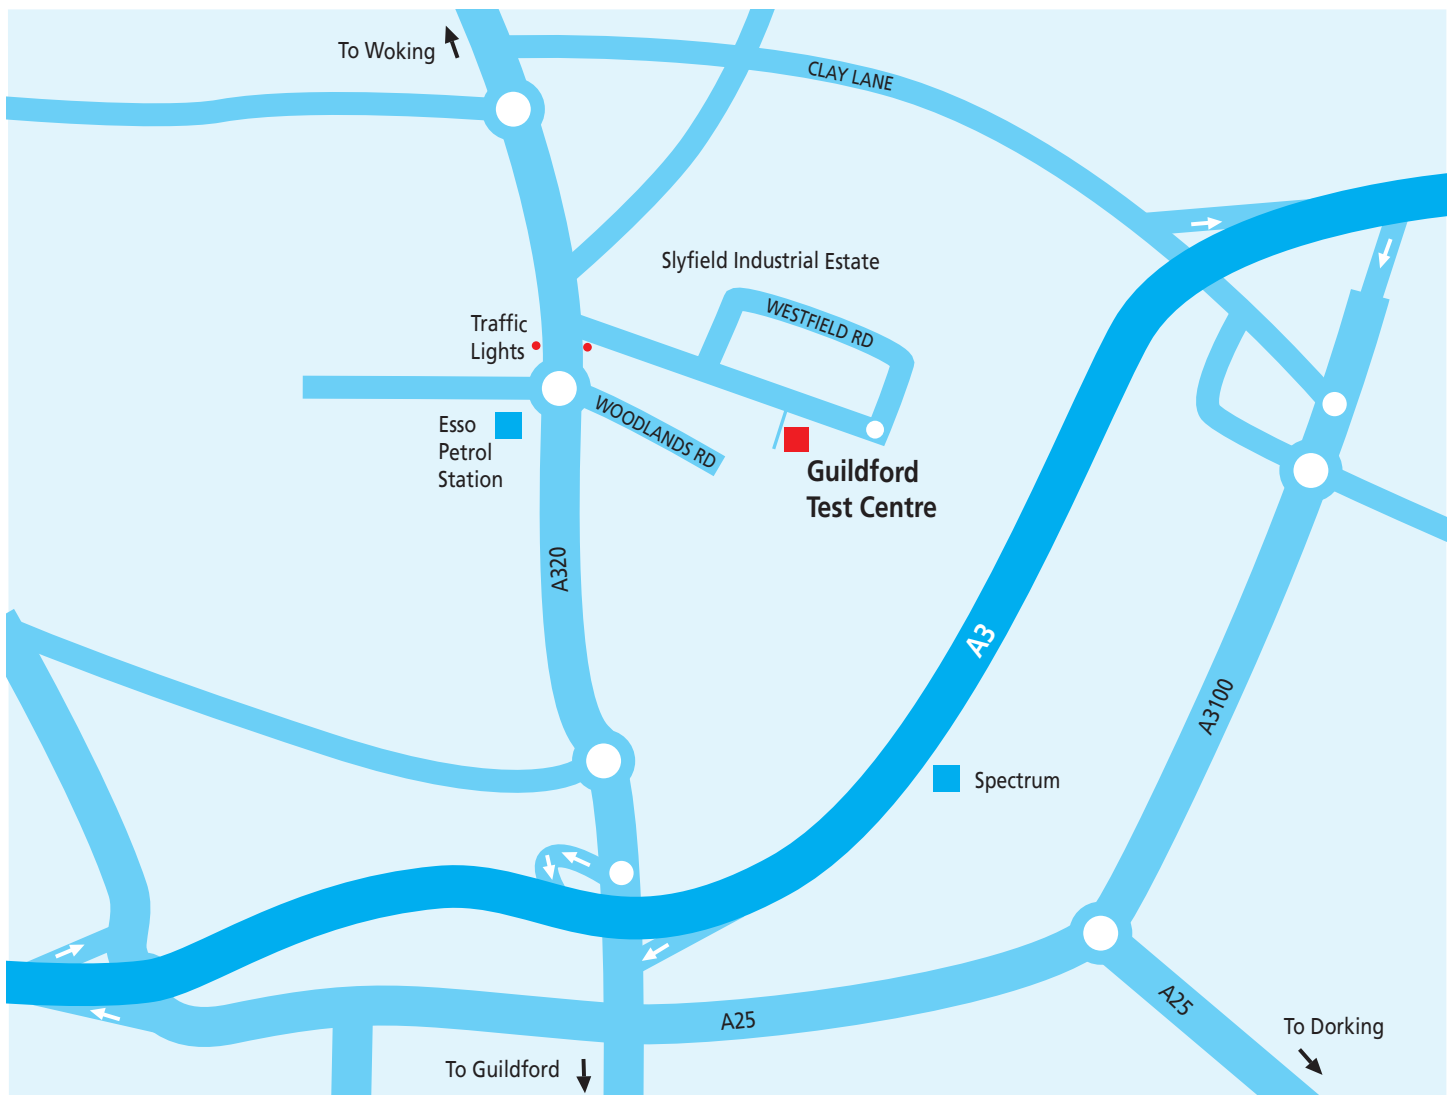 To Woking
CLAY LANE
Slyfield Industrial Estate
WESTFIELD RD
Traffic
Lights
WOODLANDS RD
Esso
Petrol
Station
Guildford
Test Centre
A320
A3
A3100
Spectrum
A25
A25
To Dorking
To Guildford